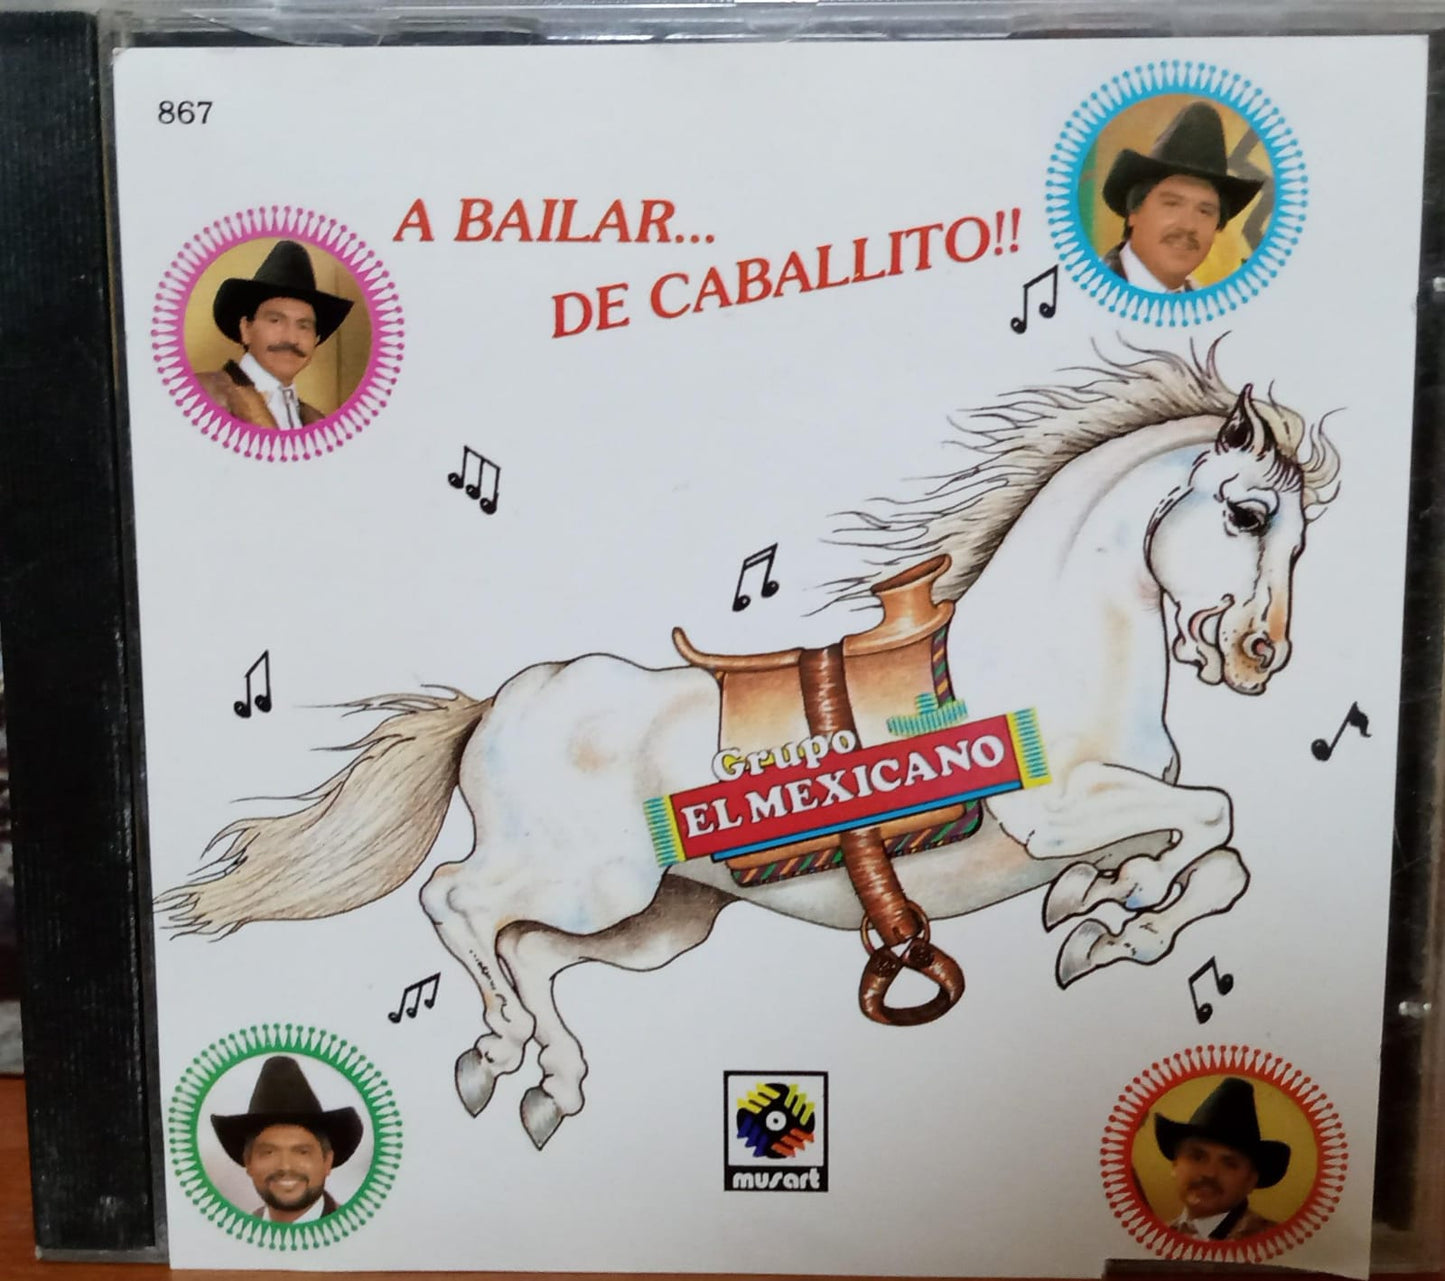 867
A BAILAR...
DE CABALLITO!!
Grupo
EL MEXICANO
musart